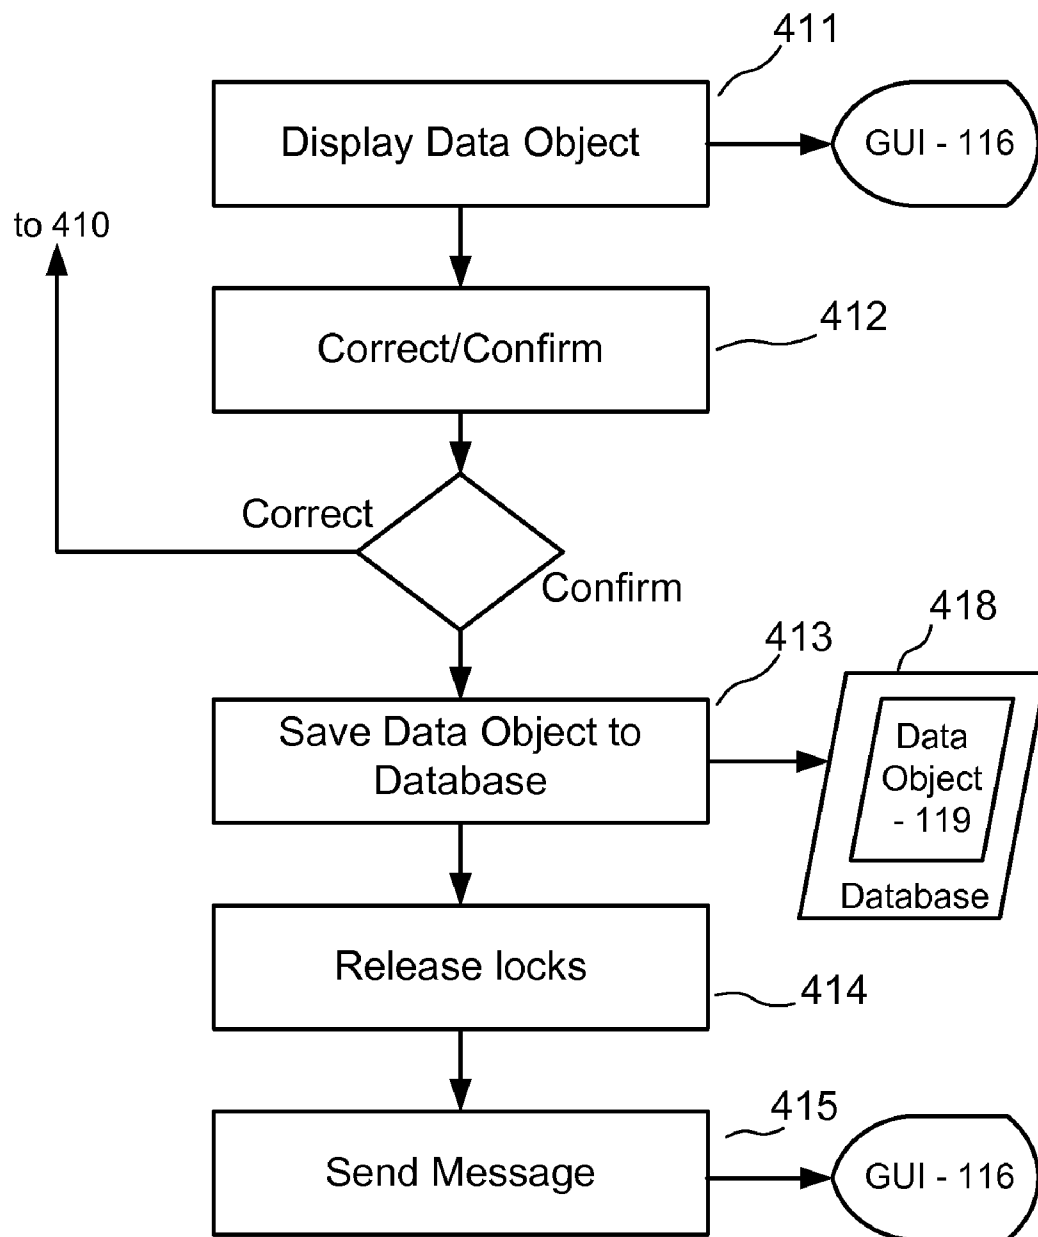 411
Display Data Object
GUI - 116
to 410
412
Correct/Confirm
Correct
Confirm
413
418
Save Data Object to
Database
Data
Object
- 119
Database
Release locks
414
415
Send Message
GUI - 116